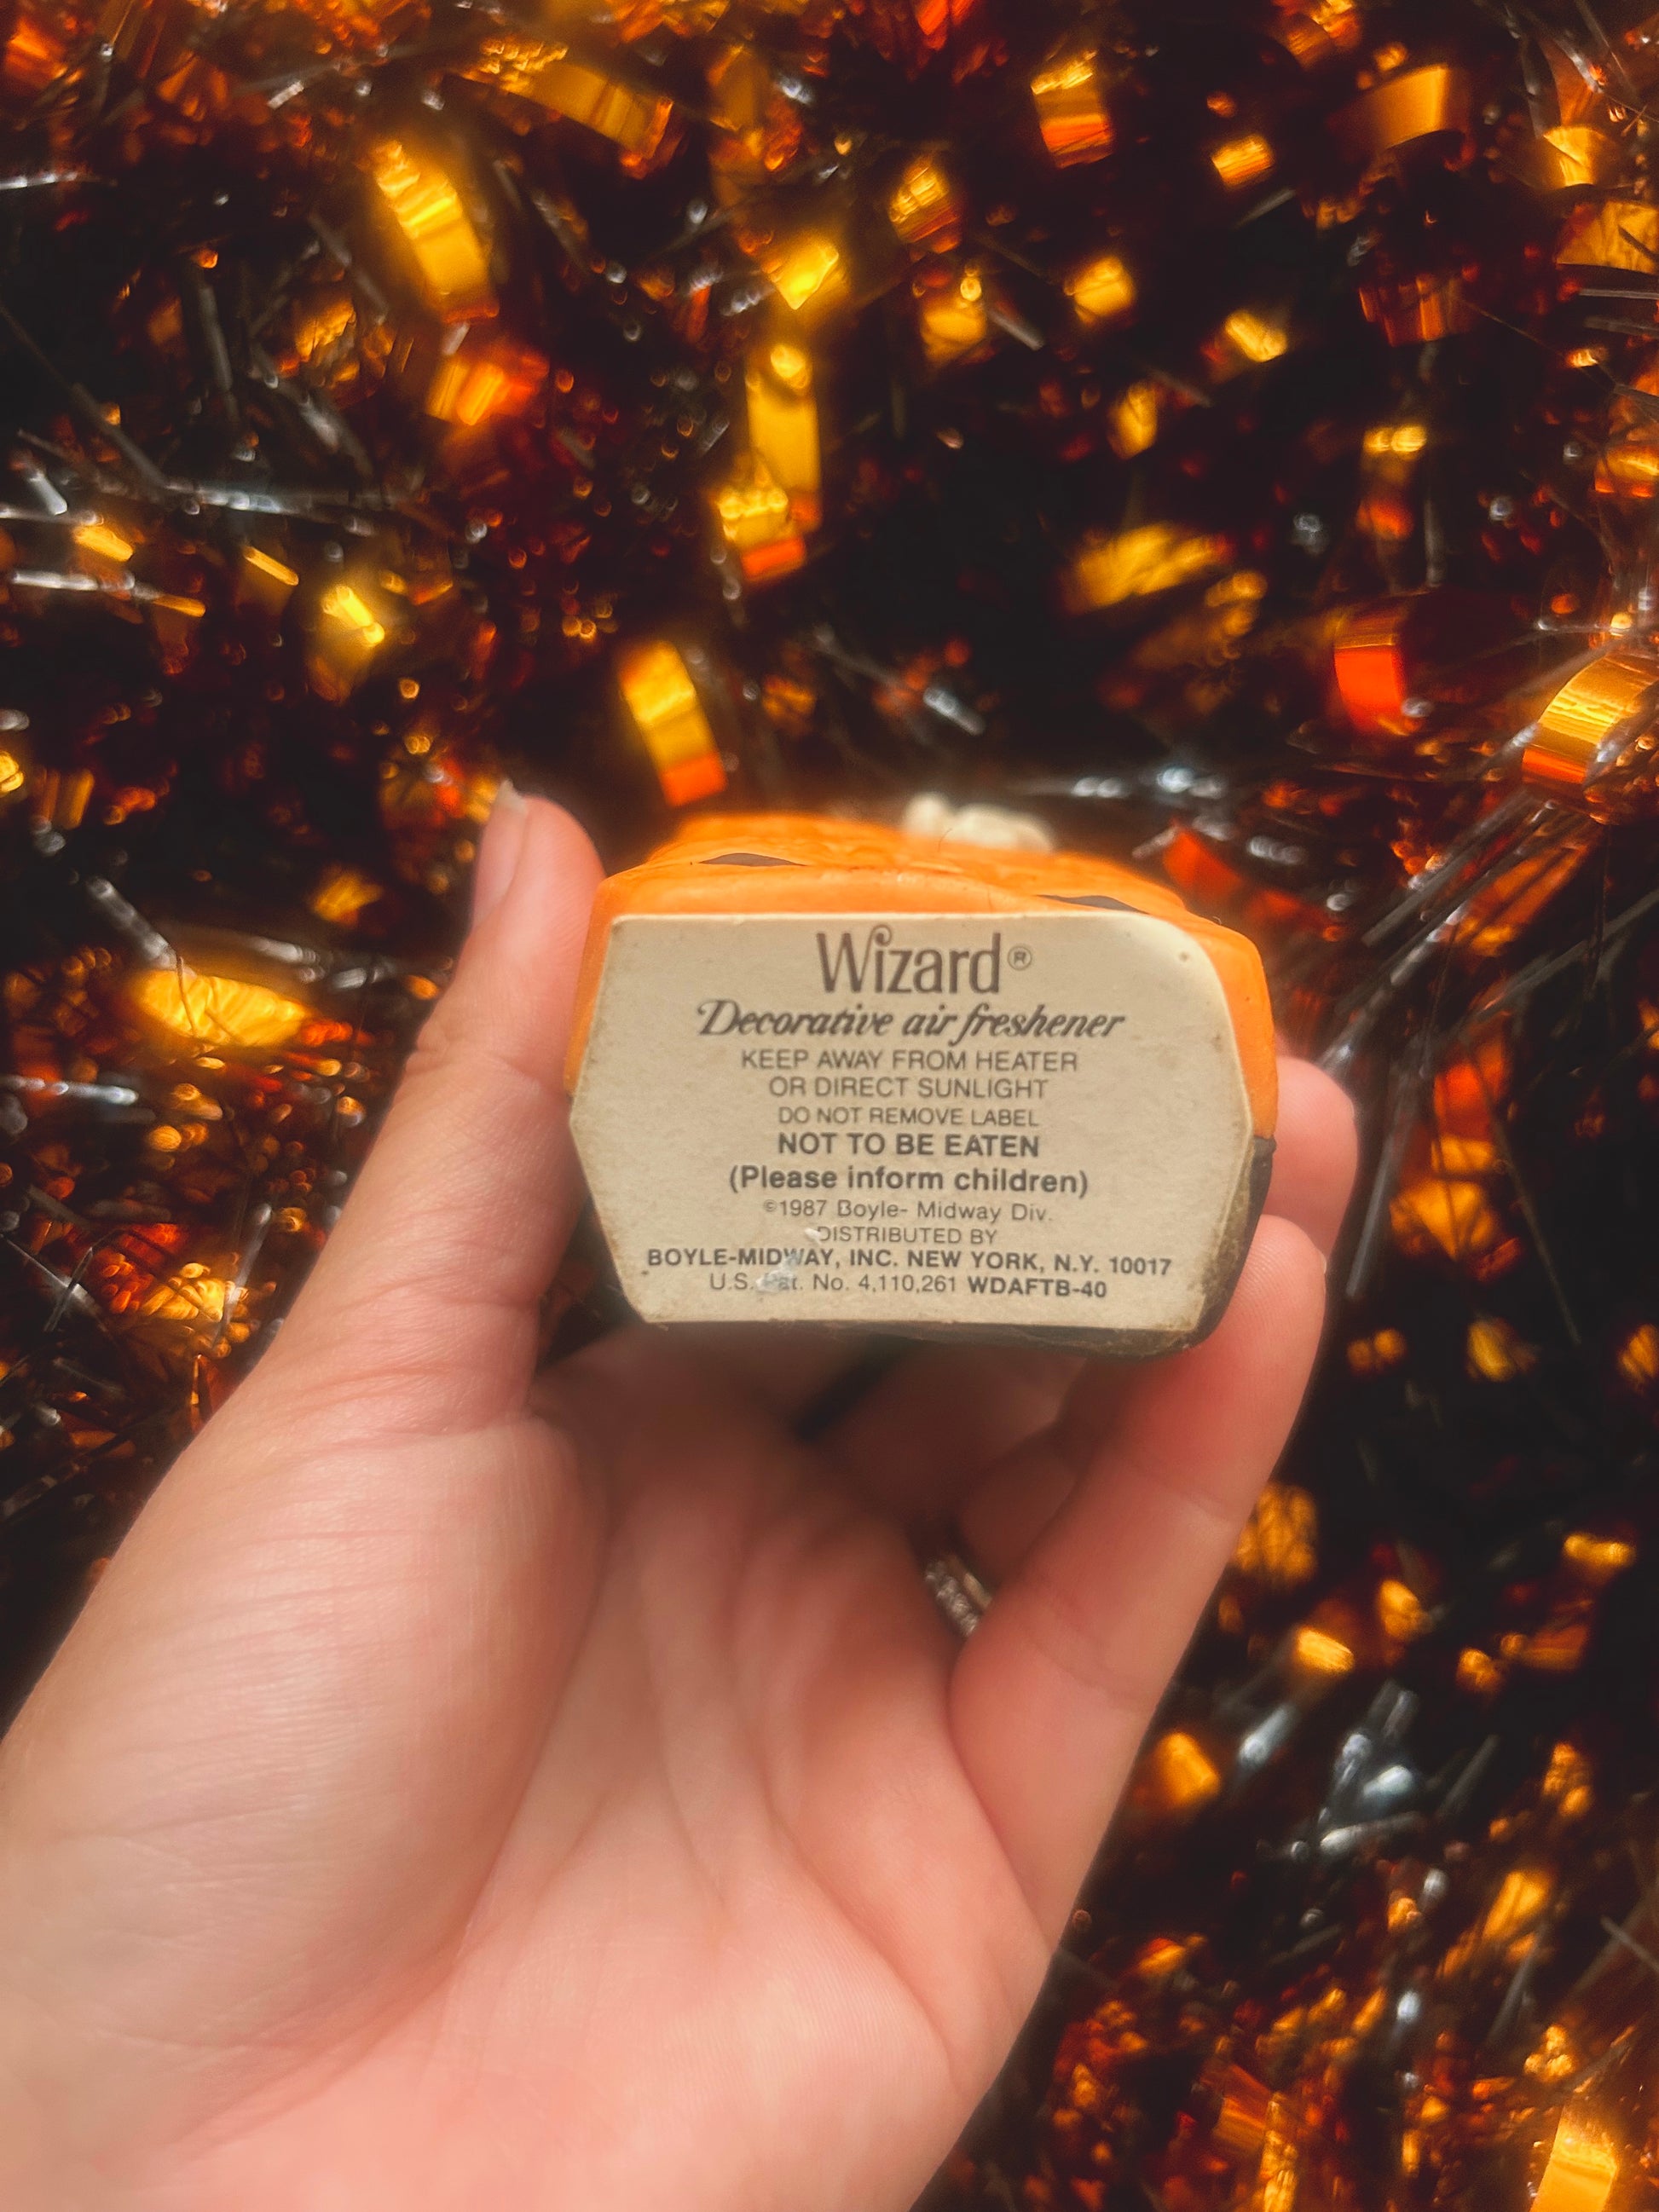 Wizard®
Decorative air freshener
KEEP AWAY FROM HEATER
OR DIRECT SUNLIGHT
DO NOT REMOVE LABEL
NOT TO BE EATEN
(Please inform children)
©1987 Boyle- Midway Div.
DISTRIBUTED BY
BOYLE-MIDWAY, INC. NEW YORK, N.Y. 10017
U.S. Pat. No. 4,110,261 WDAFTB-40